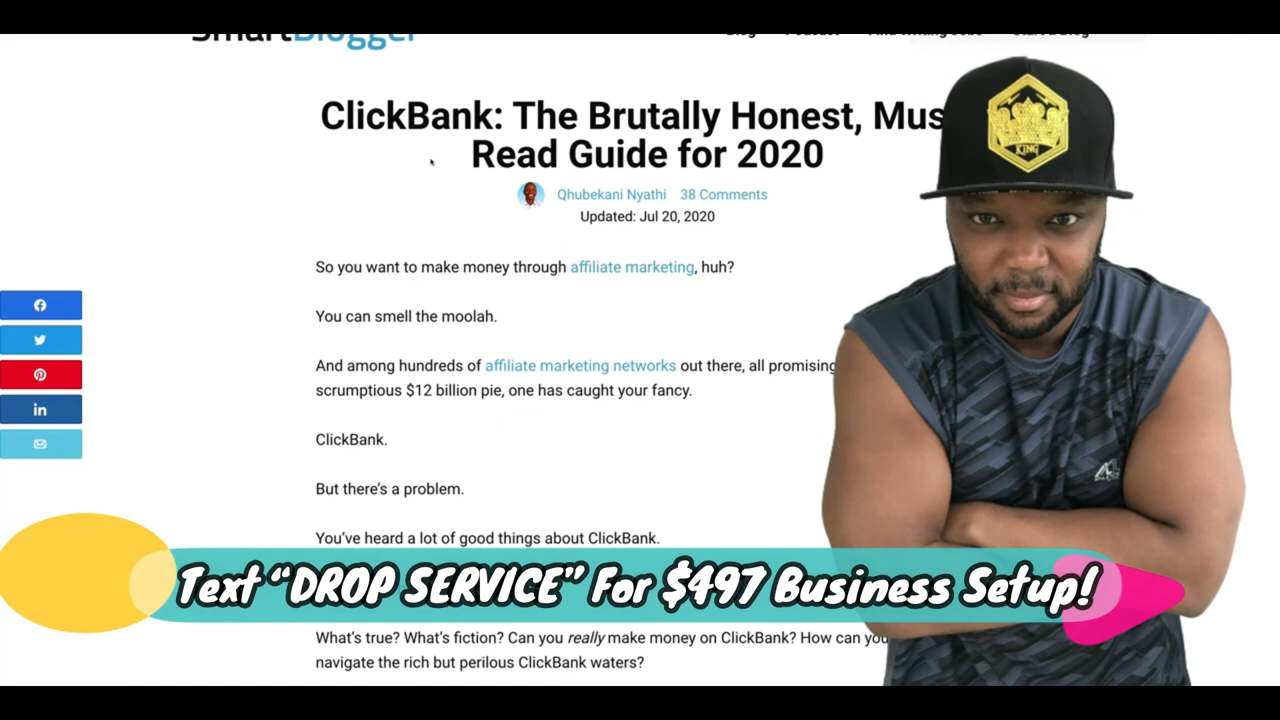 SmartBlogger
ClickBank: The Brutally Honest, Mus
Read Guide for 2020
Qhubekani Nyathi 38 Comments
Updated: Jul 20, 2020
So you want to make money through affiliate marketing, huh?
You can smell the moolah.
And among hundreds of affiliate marketing networks out there, all promising
scrumptious $12 billion pie, one has caught your fancy.
ClickBank.
But there's a problem.
You've heard a lot of good things about ClickBank.
Text “DROP SERVICE” For $497 Business Setup!
What's true? What's fiction? Can you really make money on ClickBank? How can you
navigate the rich but perilous ClickBank waters?
KING